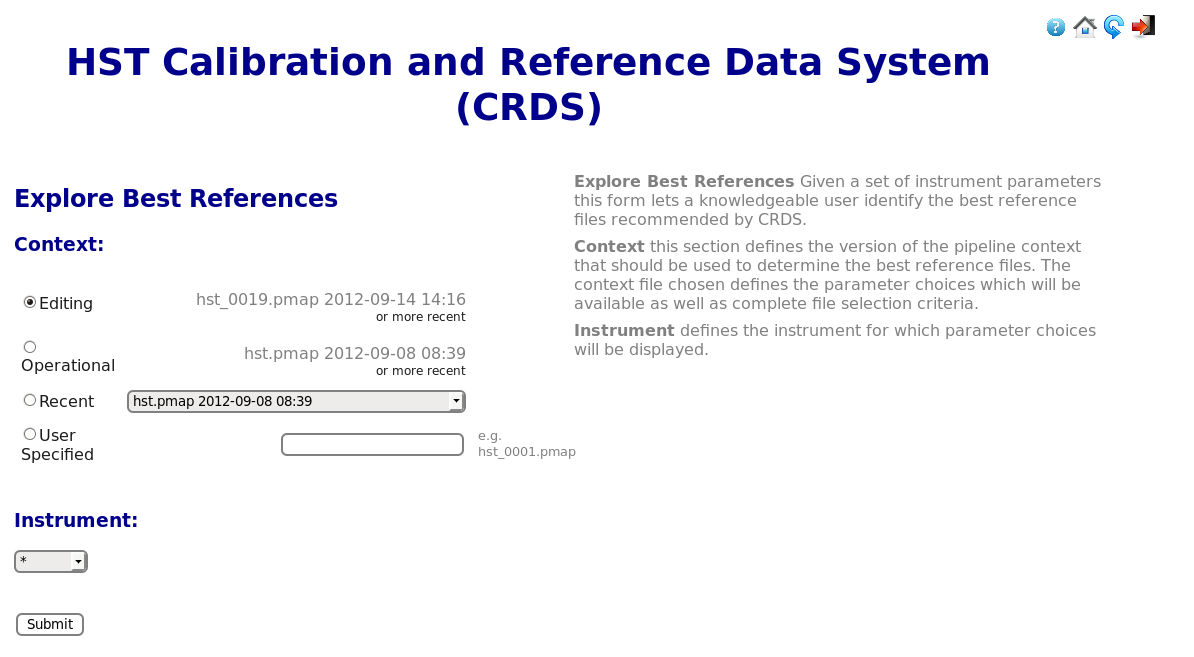 HST Calibration and Reference Data System
(CRDS)
Explore Best References
Context:
Editing hst_0019.pmap 2012-09-14 14:16
or more recent
Operational hst.pmap 2012-09-08 08:39
or more recent
Recent hst.pmap 2012-09-08 08:39
User
Specified
e.g.
hst_0001.pmap
Instrument:
*
Submit
Explore Best References Given a set of instrument parameters
this form lets a knowledgeable user identify the best reference
files recommended by CRDS.
Context this section defines the version of the pipeline context
that should be used to determine the best reference files. The
context file chosen defines the parameter choices which will be
available as well as complete file selection criteria.
Instrument defines the instrument for which parameter choices
will be displayed.